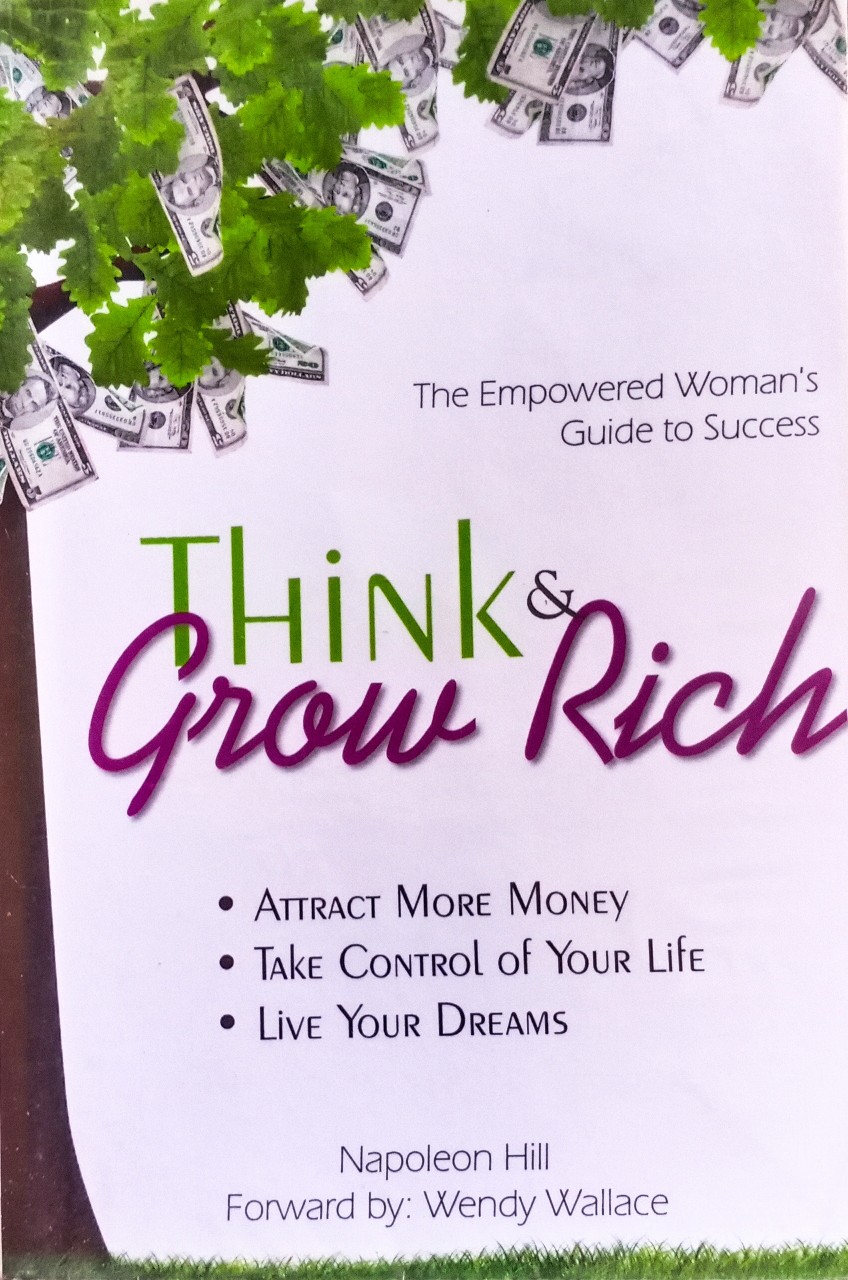 The Empowered Woman's
Guide to Success
Think &
Grow Rich
• Attract More Money
• Take Control of Your Life
• Live Your Dreams
Napoleon Hill
Forward by: Wendy Wallace